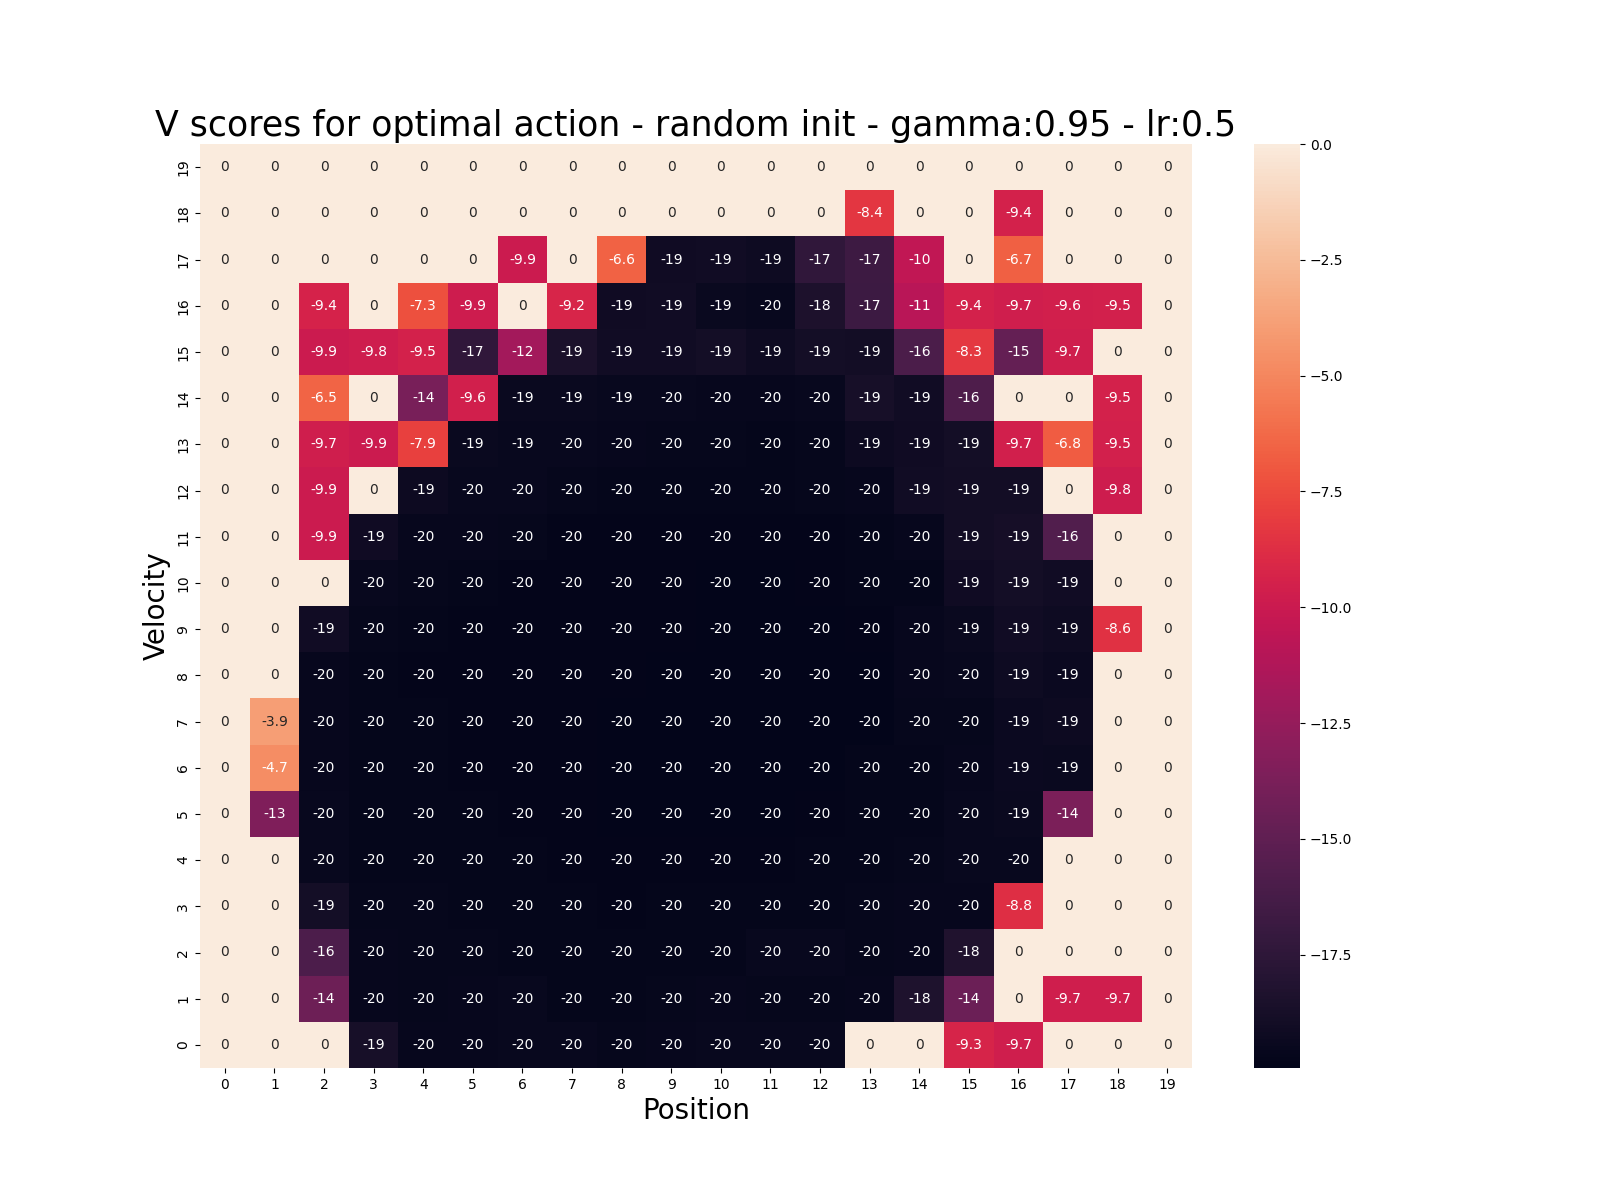 V scores for optimal action - random init - gamma:0.95 - lr:0.5
19 0 0 0 0 0 0 0 0 0 0 0 0 0 0 0 0 0 0 0 0 0.0
18 0 0 0 0 0 0 0 0 0 0 0 0 0 -8.4 0 0 -9.4 0 0 0
17 0 0 0 0 0 0 -9.9 0 -6.6 -19 -19 -19 -17 -17 -10 0 -6.7 0 0 0 −2.5
16 0 0 -9.4 0 -7.3 -9.9 0 -9.2 -19 -19 -19 -20 -18 -17 -11 -9.4 -9.7 -9.6 -9.5 0
15 0 0 -9.9 -9.8 -9.5 -17 -12 -19 -19 -19 -19 -19 -19 -19 -16 -8.3 -15 -9.7 0 0
−5.0
14 0 0 -6.5 0 -14 -9.6 -19 -19 -19 -20 -20 -20 -20 -19 -19 -16 0 0 -9.5 0
13 0 0 -9.7 -9.9 -7.9 -19 -19 -20 -20 -20 -20 -20 -20 -19 -19 -19 -9.7 -6.8 -9.5 0
12 0 0 -9.9 0 -19 -20 -20 -20 -20 -20 -20 -20 -20 -20 -19 -19 -19 0 -9.8 0 −7.5
11 0 0 -9.9 -19 -20 -20 -20 -20 -20 -20 -20 -20 -20 -20 -20 -19 -19 -16 0 0
10 0 0 0 -20 -20 -20 -20 -20 -20 -20 -20 -20 -20 -20 -20 -19 -19 -19 0 0
Velocity
−10.0
9 0 0 -19 -20 -20 -20 -20 -20 -20 -20 -20 -20 -20 -20 -20 -19 -19 -19 -8.6 0
8 0 0 -20 -20 -20 -20 -20 -20 -20 -20 -20 -20 -20 -20 -20 -20 -19 -19 0 0
7 0 -3.9 -20 -20 -20 -20 -20 -20 -20 -20 -20 -20 -20 -20 -20 -20 -19 -19 0 0 −12.5
6 0 -4.7 -20 -20 -20 -20 -20 -20 -20 -20 -20 -20 -20 -20 -20 -20 -19 -19 0 0
5 0 -13 -20 -20 -20 -20 -20 -20 -20 -20 -20 -20 -20 -20 -20 -20 -19 -14 0 0
−15.0
4 0 0 -20 -20 -20 -20 -20 -20 -20 -20 -20 -20 -20 -20 -20 -20 -20 0 0 0
3 0 0 -19 -20 -20 -20 -20 -20 -20 -20 -20 -20 -20 -20 -20 -20 -8.8 0 0 0
2 0 0 -16 -20 -20 -20 -20 -20 -20 -20 -20 -20 -20 -20 -20 -18 0 0 0 0 −17.5
1 0 0 -14 -20 -20 -20 -20 -20 -20 -20 -20 -20 -20 -20 -18 -14 0 -9.7 -9.7 0
0 0 0 0 -19 -20 -20 -20 -20 -20 -20 -20 -20 -20 0 0 -9.3 -9.7 0 0 0
0 1 2 3 4 5 6 7 8 9 10 11 12 13 14 15 16 17 18 19
Position